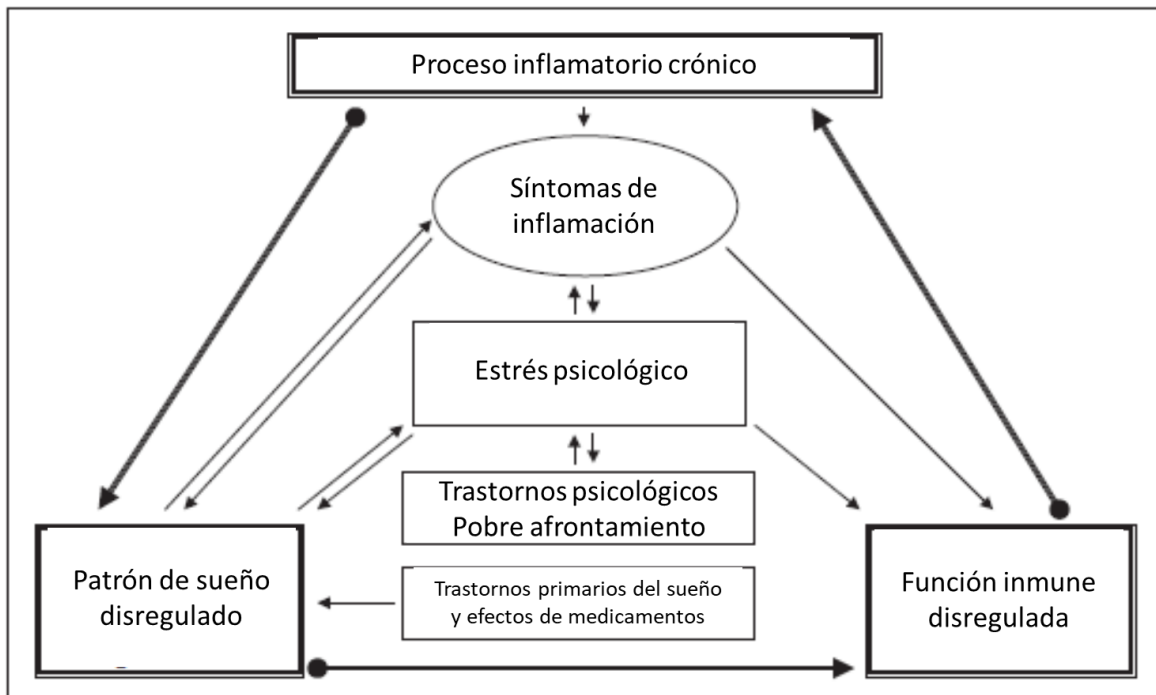 Proceso inflamatorio crónico
Síntomas de
inflamación
Estrés psicológico
Trastornos psicológicos
Pobre afrontamiento
Patrón de sueño
disregulado
Trastornos primarios del sueño
y efectos de medicamentos
Función inmune
disregulada